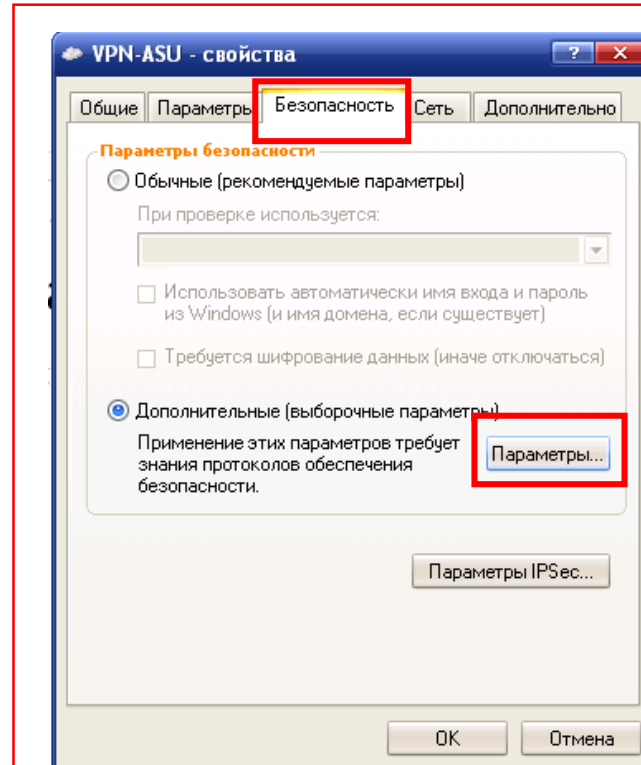 VPN-ASU - свойства
Общие Параметры Безопасность Сеть Дополнительно
Параметры безопасности
Обычные (рекомендуемые параметры)
При проверке используется:
Использовать автоматически имя входа и пароль
из Windows (и имя домена, если существует)
Требуется шифрование данных (иначе отключаться)
Дополнительные (выборочные параметры)
Применение этих параметров требует
знания протоколов обеспечения
безопасности.
Параметры...
Параметры IPSec...
OK Отмена